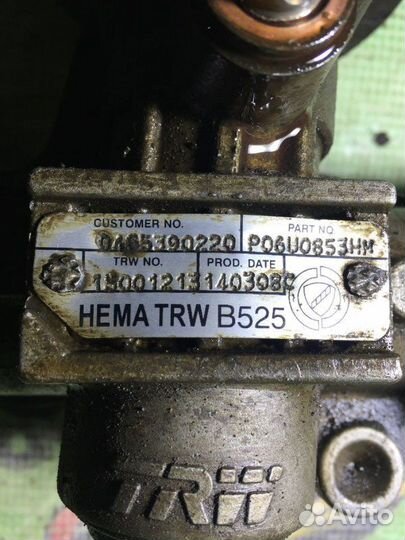 CUSTOMER NO. PART NO.
0465390220 P06U0853HM
TRW NO. PROD. DATE
HEMA TRW B525
TRW
Avito